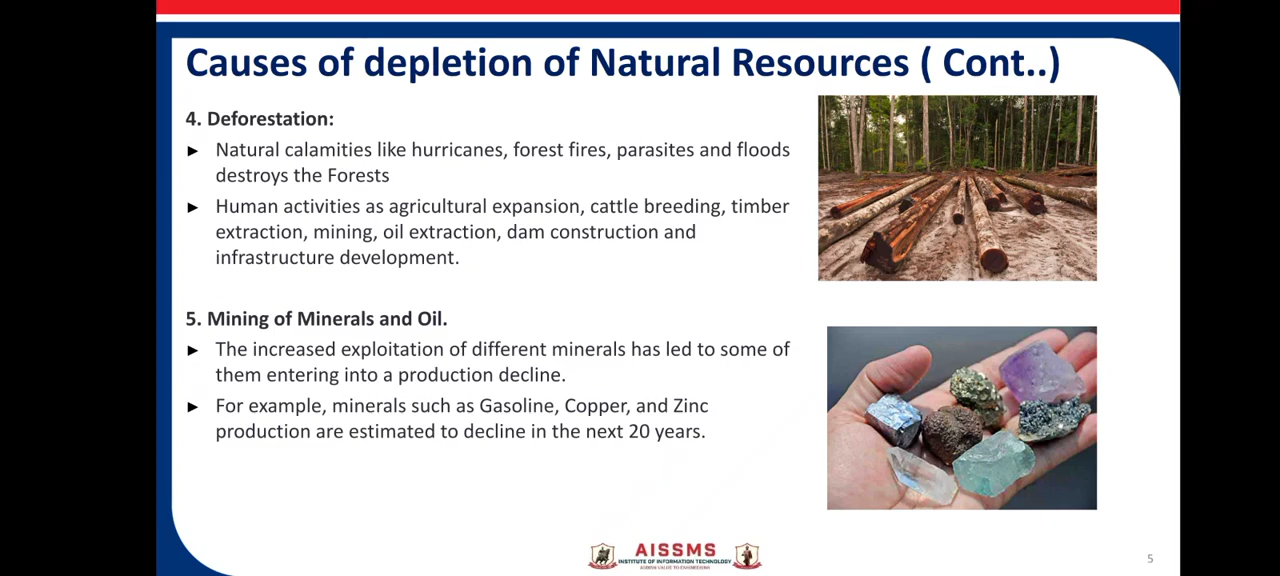 Causes of depletion of Natural Resources ( Cont..)
4. Deforestation:
► Natural calamities like hurricanes, forest fires, parasites and floods
destroys the Forests
► Human activities as agricultural expansion, cattle breeding, timber
extraction, mining, oil extraction, dam construction and
infrastructure development.
5. Mining of Minerals and Oil.
► The increased exploitation of different minerals has led to some of
them entering into a production decline.
► For example, minerals such as Gasoline, Copper, and Zinc
production are estimated to decline in the next 20 years.
AISSMS
INSTITUTE OF INFORMATION TECHNOLOGY
5